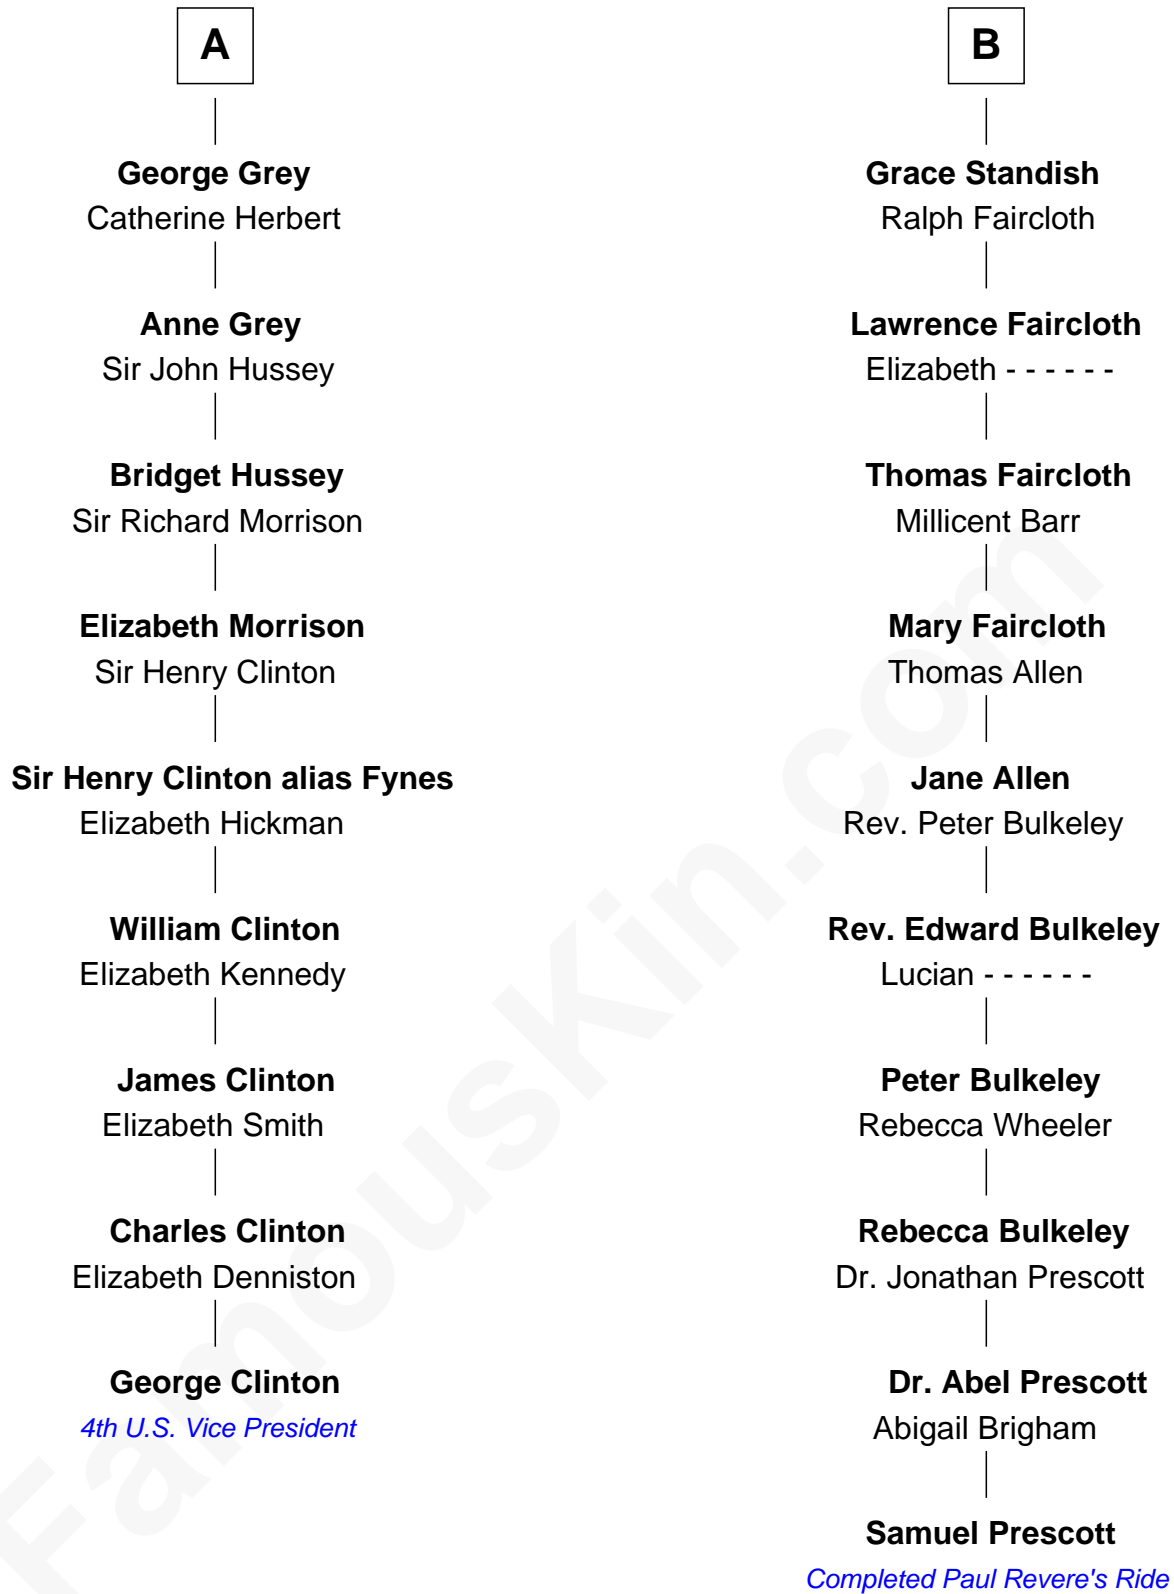 A
George Grey
Catherine Herbert
Anne Grey
Sir John Hussey
Bridget Hussey
Sir Richard Morrison
Elizabeth Morrison
Sir Henry Clinton
Sir Henry Clinton alias Fynes
Elizabeth Hickman
William Clinton
Elizabeth Kennedy
James Clinton
Elizabeth Smith
Charles Clinton
Elizabeth Denniston
George Clinton
4th U.S. Vice President
B
Grace Standish
Ralph Faircloth
Lawrence Faircloth
Elizabeth - - - - - -
Thomas Faircloth
Millicent Barr
Mary Faircloth
Thomas Allen
Jane Allen
Rev. Peter Bulkeley
Rev. Edward Bulkeley
Lucian - - - - - -
Peter Bulkeley
Rebecca Wheeler
Rebecca Bulkeley
Dr. Jonathan Prescott
Dr. Abel Prescott
Abigail Brigham
Samuel Prescott
Completed Paul Revere's Ride
FamousKin.com